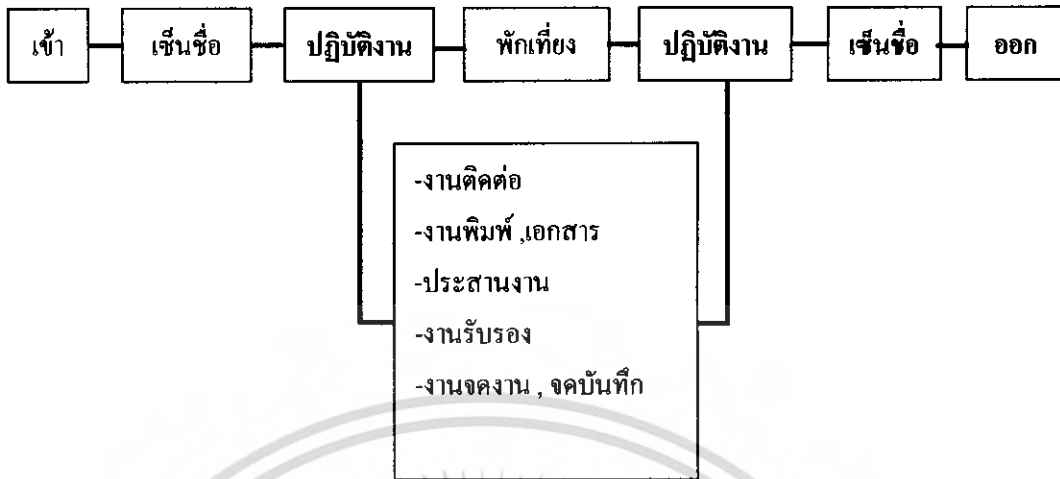 เข้า เซ็นชื่อ ปฏิบัติงาน พักเที่ยง ปฏิบัติงาน เซ็นชื่อ ออก
-งานติดต่อ
-งานพิมพ์ ,เอกสาร
-ประสานงาน
-งานรับรอง
-งานจดงาน , จดบันทึก